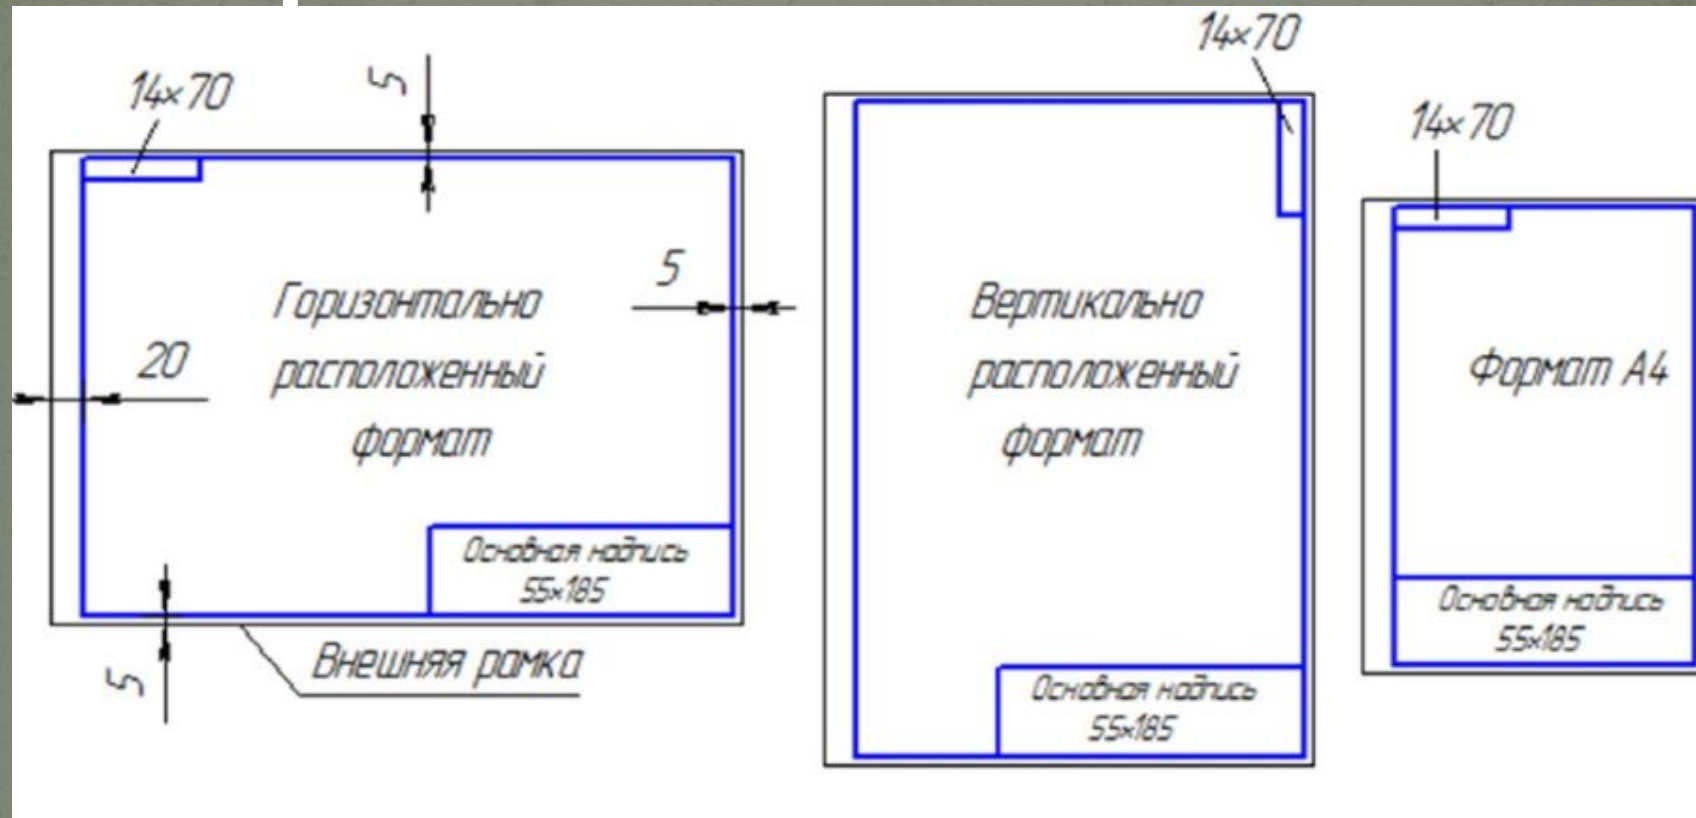 14×70
5
Горизонтально
расположенный
формат
5
20
Основная надпись
55×185
5
Внешняя рамка
14×70
Вертикально
расположенный
формат
Основная надпись
55×185
14×70
Формат А4
Основная надпись
55×185